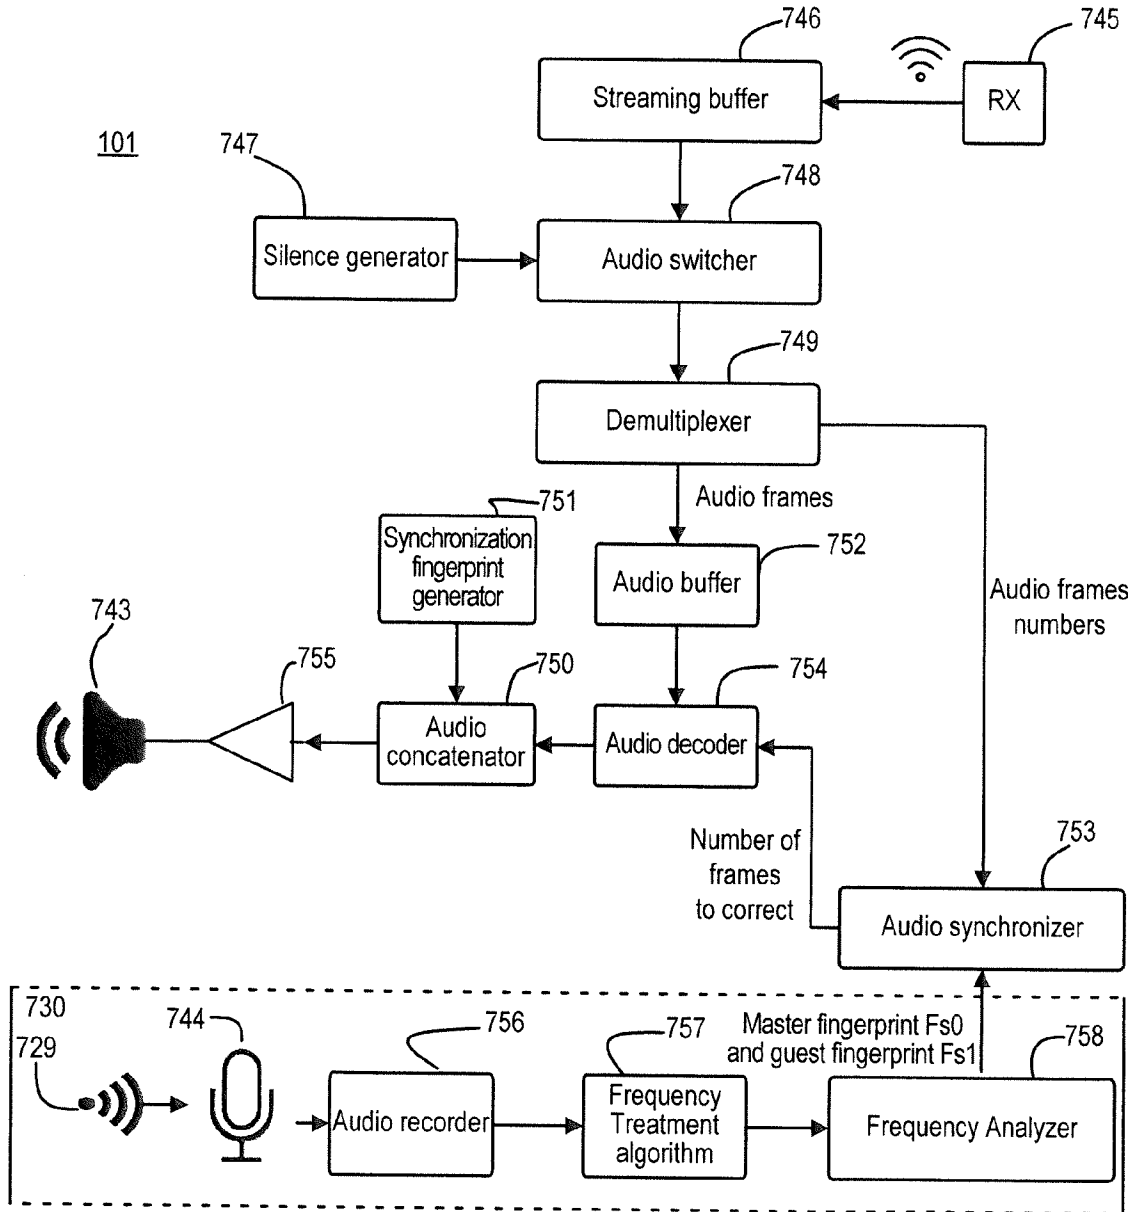 746
745
Streaming buffer
RX
101
747
748
Silence generator
Audio switcher
749
Demultiplexer
751
Audio frames
Synchronization
fingerprint
generator
752
Audio buffer
Audio frames
numbers
743
755
750
754
Audio
concatenator
Audio decoder
Number of
frames
to correct
753
Audio synchronizer
730
729
744
756
757
Master fingerprint Fs0
and guest fingerprint Fs1
758
Audio recorder
Frequency
Treatment
algorithm
Frequency Analyzer